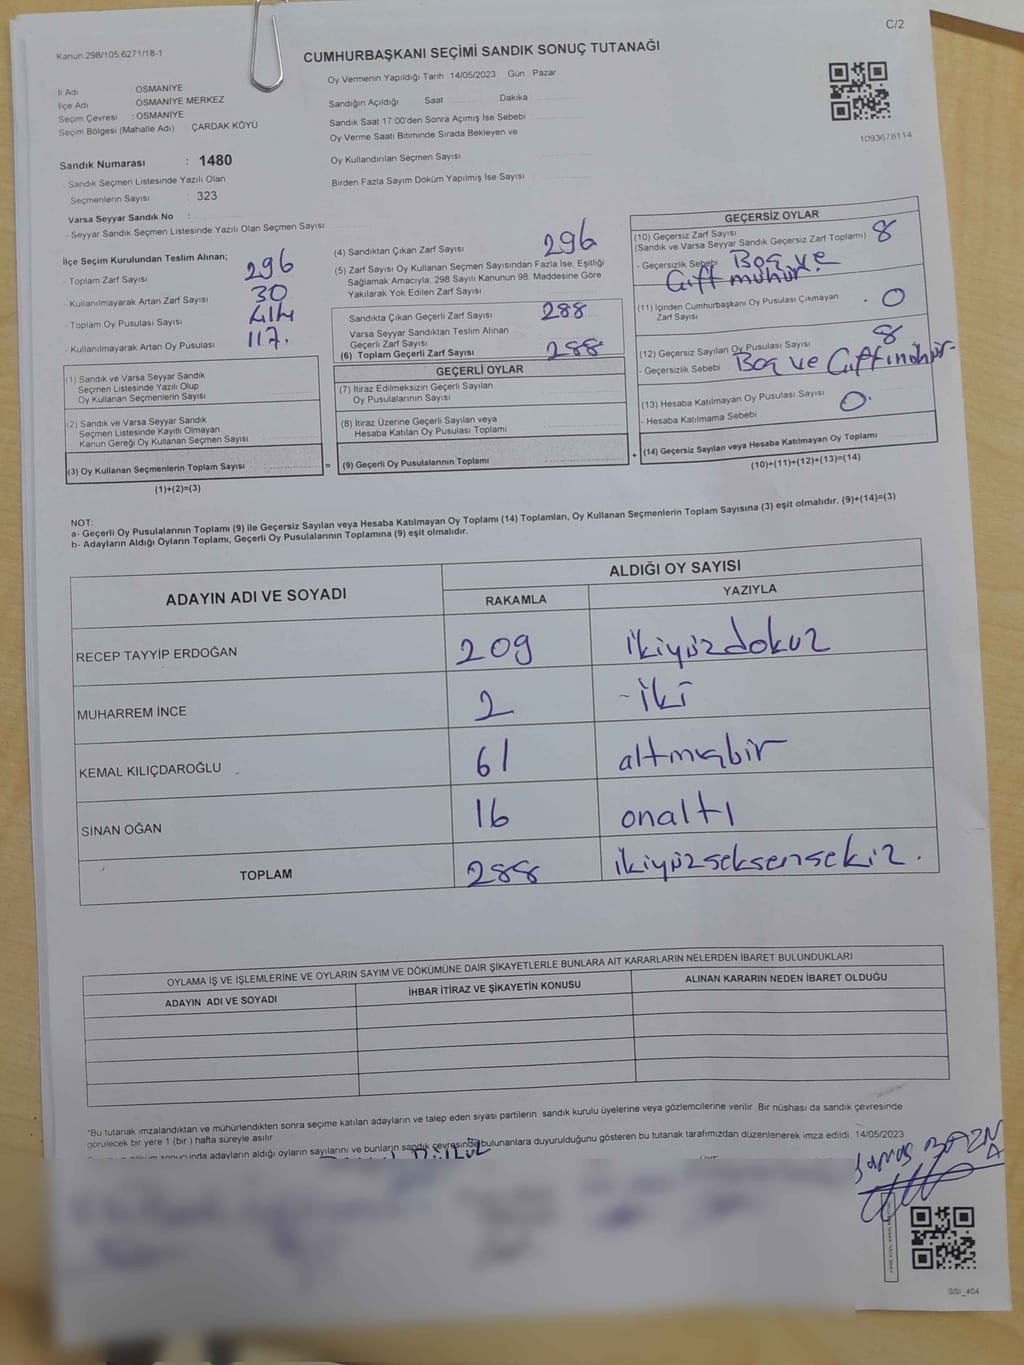 C/2
Kanun:298/105.6271/18-1
CUMHURBAŞKANI SEÇİMİ SANDIK SONUÇ TUTANAĞI
İl Adı : OSMANİYE
İlçe Adı OSMANİYE MERKEZ
Seçim Çevresi : OSMANİYE
Seçim Bölgesi (Mahalle Adı) ÇARDAK KÖYÜ
Sandık Numarası : 1480
Sandık Seçmen Listesinde Yazılı Olan
Seçmenlerin Sayısı : 323
Varsa Seyyar Sandık No :
- Seyyar Sandık Seçmen Listesinde Yazılı Olan Seçmen Sayısı
Oy Vermenin Yapıldığı Tarih : 14/05/2023 Gün : Pazar
Sandığın Açıldığı Saat Dakika
Sandık Saat 17:00'den Sonra Açımış İse Sebebi
Oy Verme Saati Bitiminde Sırada Bekleyen ve
Oy Kullandırılan Seçmen Sayısı
Birden Fazla Sayım Döküm Yapılmış İse Sayısı
1093678114
İlçe Seçim Kurulundan Teslim Alınan;
- Toplam Zarf Sayısı 296
- Kullanılmayarak Artan Zarf Sayısı 30
- Toplam Oy Pusulası Sayısı 414
- Kullanılmayarak Artan Oy Pusulası 117.
(1) Sandık ve Varsa Seyyar Sandık
Seçmen Listesinde Yazılı Olup
Oy Kullanan Seçmenlerin Sayısı
(2) Sandık ve Varsa Seyyar Sandık
Seçmen Listesinde Kayıtlı Olmayan
Kanun Gereği Oy Kullanan Seçmen Sayısı
(3) Oy Kullanan Seçmenlerin Toplam Sayısı
(1)+(2)=(3)
(4) Sandıktan Çıkan Zarf Sayısı 296
(5) Zarf Sayısı Oy Kullanan Seçmen Sayısından Fazla İse, Eşitliği
Sağlamak Amacıyla; 298 Sayılı Kanunun 98. Maddesine Göre
Yakılarak Yok Edilen Zarf Sayısı
Sandıkta Çıkan Geçerli Zarf Sayısı 288
Varsa Seyyar Sandıktan Teslim Alınan
Geçerli Zarf Sayısı
(6) Toplam Geçerli Zarf Sayısı 288
GEÇERLİ OYLAR
(7) İtiraz Edilmeksizin Geçerli Sayılan
Oy Pusulalarının Sayısı
(8) İtiraz Üzerine Geçerli Sayılan veya
Hesaba Katılan Oy Pusulası Toplamı
= (9) Geçerli Oy Pusulalarının Toplamı
GEÇERSİZ OYLAR
(10) Geçersiz Zarf Sayısı
(Sandık ve Varsa Seyyar Sandık Geçersiz Zarf Toplamı) 8
- Geçersizlik Sebebi Boş ve
Çift mühür
(11) İçinden Cumhurbaşkanı Oy Pusulası Çıkmayan
Zarf Sayısı 0
(12) Geçersiz Sayılan Oy Pusulası Sayısı 8
- Geçersizlik Sebebi Boş ve Çift mühür.
(13) Hesaba Katılmayan Oy Pusulası Sayısı 0.
- Hesaba Katılmama Sebebi
+ (14) Geçersiz Sayılan veya Hesaba Katılmayan Oy Toplamı
(10)+(11)+(12)+(13)=(14)
NOT:
a- Geçerli Oy Pusulalarının Toplamı (9) ile Geçersiz Sayılan veya Hesaba Katılmayan Oy Toplamı (14) Toplamları, Oy Kullanan Seçmenlerin Toplam Sayısına (3) eşit olmalıdır. (9)+(14)=(3)
b- Adayların Aldığı Oyların Toplamı, Geçerli Oy Pusulalarının Toplamına (9) eşit olmalıdır.
ADAYIN ADI VE SOYADI ALDIĞI OY SAYISI
RAKAMLA YAZIYLA
RECEP TAYYİP ERDOĞAN 209 ikiyüzdokuz
MUHARREM İNCE 2 -iki
KEMAL KILIÇDAROĞLU 61 altmışbir
SİNAN OĞAN 16 onaltı
TOPLAM 288 ikiyüzseksensekiz.
OYLAMA İŞ VE İŞLEMLERİNE VE OYLARIN SAYIM VE DÖKÜMÜNE DAİR ŞİKAYETLERLE BUNLARA AİT KARARLARIN NELERDEN İBARET BULUNDUKLARI
ADAYIN ADI VE SOYADI İHBAR İTİRAZ VE ŞİKAYETİN KONUSU ALINAN KARARIN NEDEN İBARET OLDUĞU
*Bu tutanak imzalandıktan ve mühürlendikten sonra seçime katılan adayların ve talep eden siyasi partilerin. sandık kurulu üyelerine veya gözlemcilerine verilir. Bir nüshası da sandık çevresinde
görülecek bir yere 1 (bir ) hafta süreyle asılır.
döküm sonucunda adayların aldığı oyların sayılarını ve bunların sandık çevresinde bulunanlara duyurulduğunu gösteren bu tutanak tarafımızdan düzenlenerek imza edildi. 14/05/2023
SSI_404